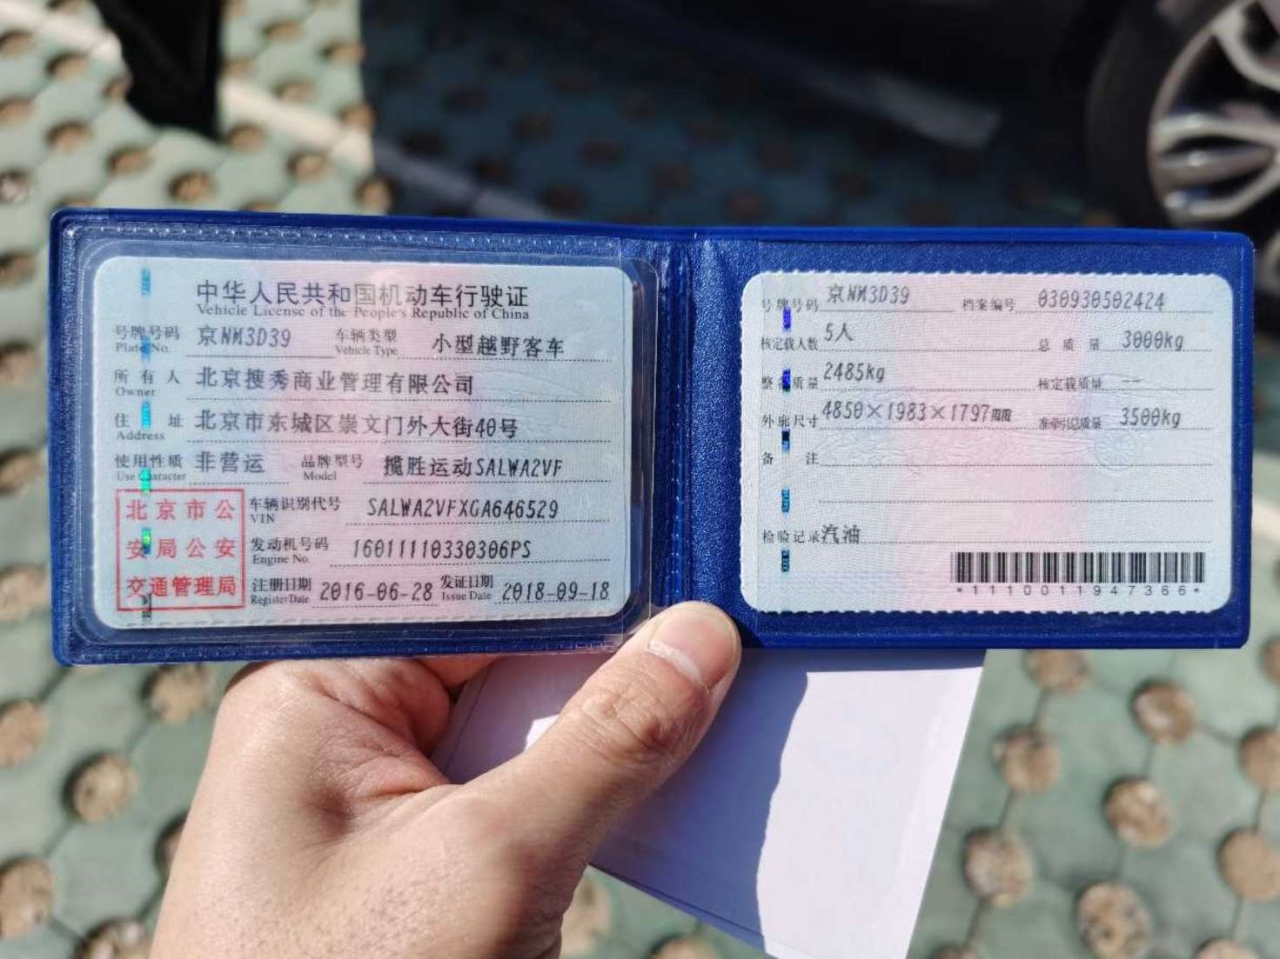 中华人民共和国机动车行驶证
Vehicle License of the People's Republic of China
号牌号码 京NM3D39 车辆类型 小型越野客车
Plate No. Vehicle Type
所有人 北京搜秀商业管理有限公司
Owner
住址 北京市东城区崇文门外大街40号
Address
使用性质 非营运 品牌型号 揽胜运动SALWA2VF
Use Character Model
北京市公
安局公安
交通管理局
车辆识别代号 SALWA2VFXGA646529
VIN
发动机号码 16011110330306PS
Engine No.
注册日期 2016-06-28 发证日期 2018-09-18
Register Date Issue Date
号牌号码 京NM3D39 档案编号 030930502424
核定载人数 5人 总质量 3000kg
整备质量 2485kg 核定载质量 --
外廓尺寸 4850×1983×1797mm 准牵引总质量 3500kg
备注
检验记录 汽油
*1110011947366*